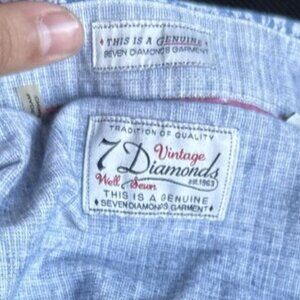 THIS IS A GENUINE
SEVEN DIAMONDS GARMENT
TRADITION OF QUALITY
7 Vintage
Diamonds
Well Sewn
EST. 1963
THIS IS A GENUINE
SEVEN DIAMONDS GARMENT